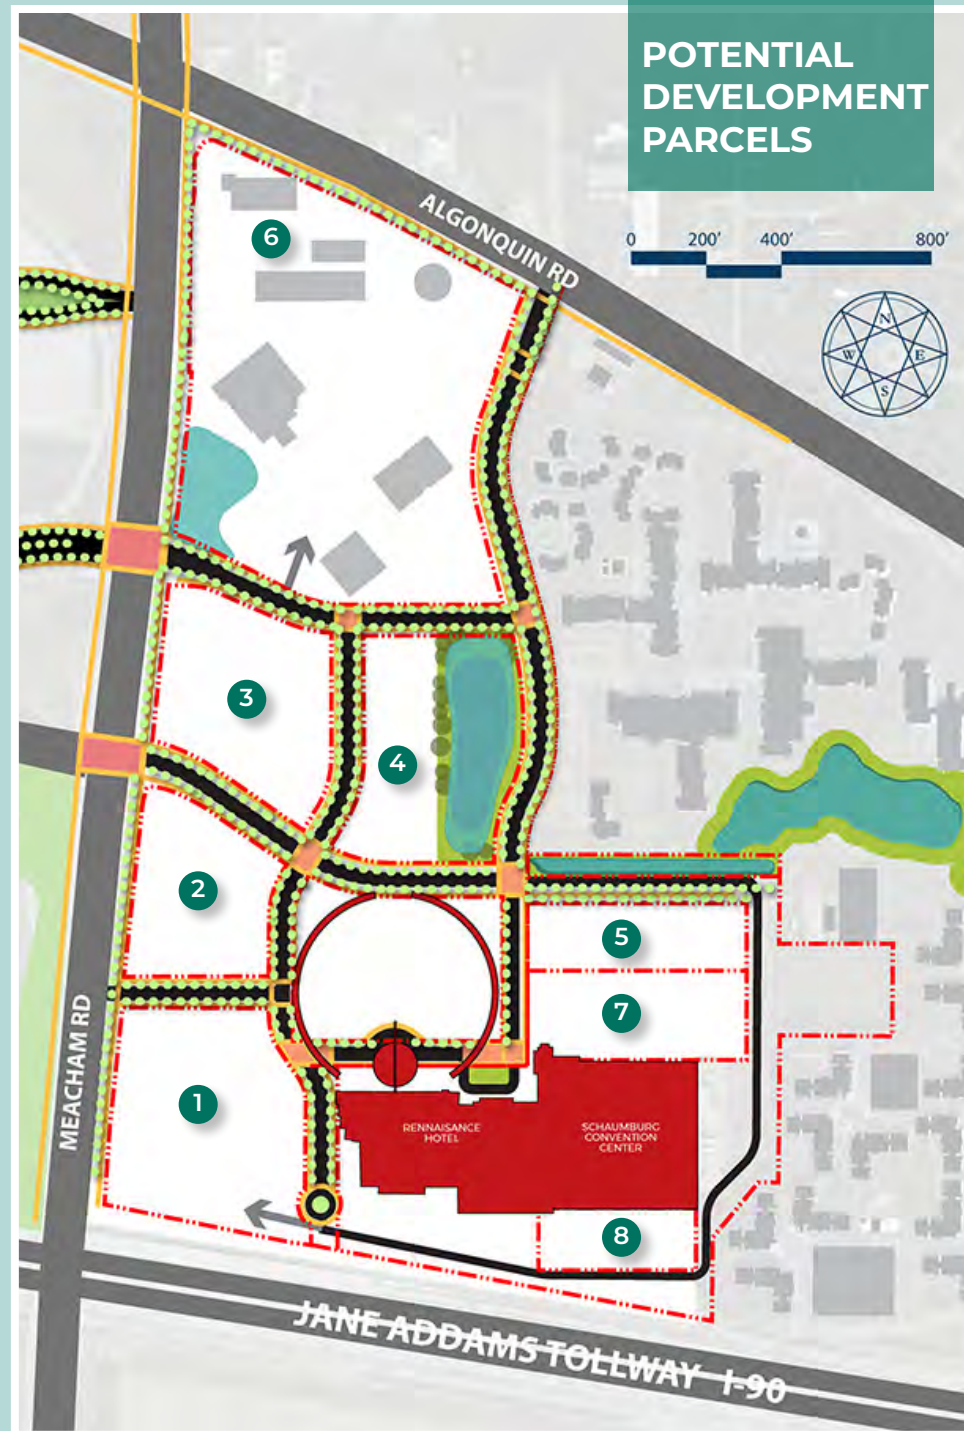 POTENTIAL
DEVELOPMENT
PARCELS
ALGONQUIN RD
0 200' 400' 800'
N
W E
S
6
3
4
2
5
7
1
8
MEACHAM RD
RENNAISANCE
HOTEL
SCHAUMBURG
CONVENTION
CENTER
JANE ADDAMS TOLLWAY I-90